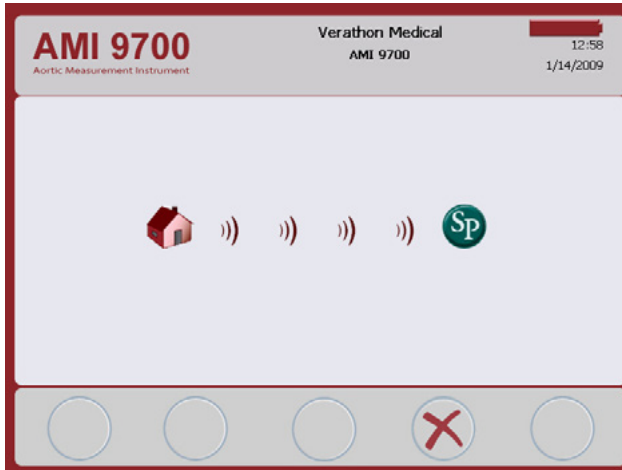 AMI 9700
Aortic Measurement Instrument
Verathon Medical
AMI 9700
12:58
1/14/2009
SP